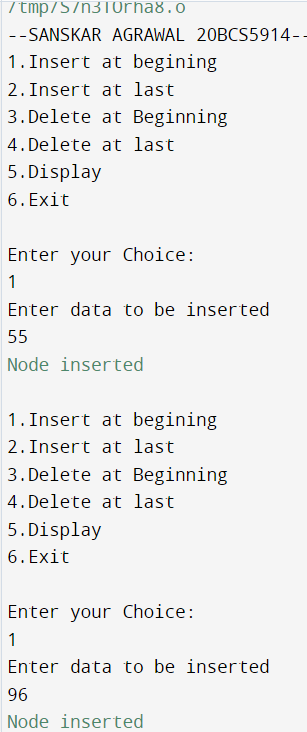 --SANSKAR AGRAWAL 20BCS5914--
1.Insert at begining
2.Insert at last
3.Delete at Beginning
4.Delete at last
5.Display
6.Exit
Enter your Choice:
1
Enter data to be inserted
55
Node inserted
1.Insert at begining
2.Insert at last
3.Delete at Beginning
4.Delete at last
5.Display
6.Exit
Enter your Choice:
1
Enter data to be inserted
96
Node inserted